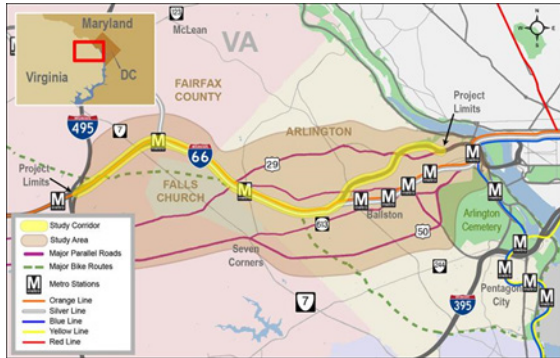 Maryland
Virginia
DC
123
McLean
VA
FAIRFAX
COUNTY
495
7
M
66
ARLINGTON
Project
Limits
29
Project
Limits
M
FALLS
CHURCH
M
M
M
M
M
M
Ballston
50
Arlington
Cemetery
M
M
Seven
Corners
7
395
M
Pentagon
City
M
M
M
Study Corridor
Study Area
Major Parallel Roads
Major Bike Routes
M Metro Stations
Orange Line
Silver Line
Blue Line
Yellow Line
Red Line